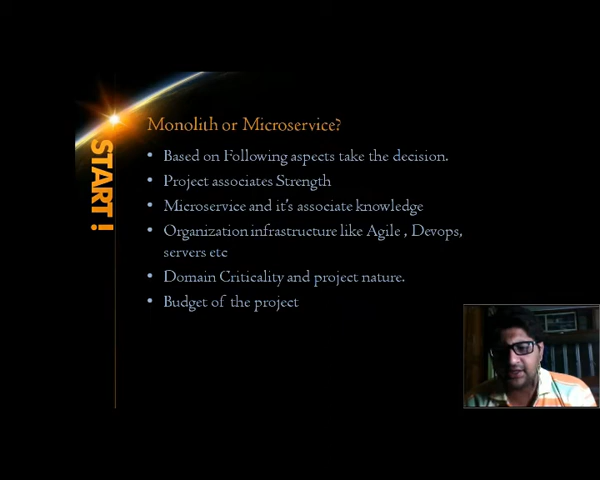 Monolith or Microservice?
START !
• Based on Following aspects take the decision.
• Project associates Strength
• Microservice and it's associate knowledge
• Organization infrastructure like Agile , Devops,
servers etc
• Domain Criticality and project nature.
• Budget of the project